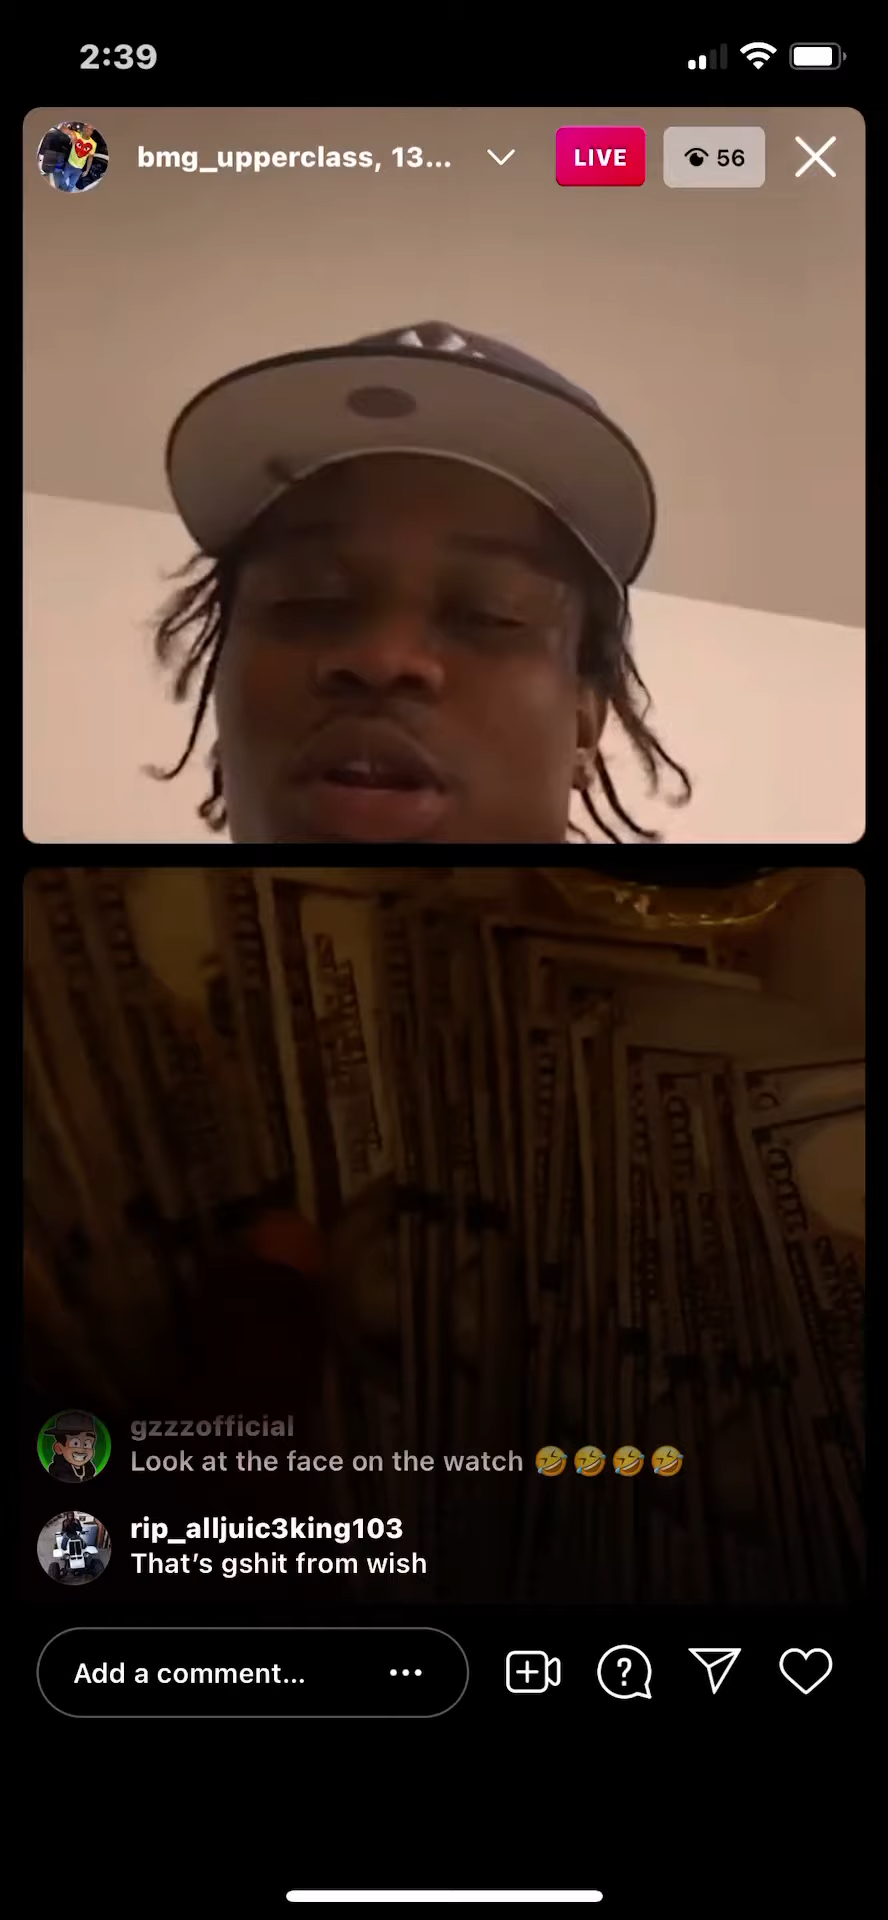 2:39
bmg_upperclass, 13...
LIVE
56
gzzzofficial
Look at the face on the watch 🤣🤣🤣🤣
rip_alljuic3king103
That's gshit from wish
Add a comment...